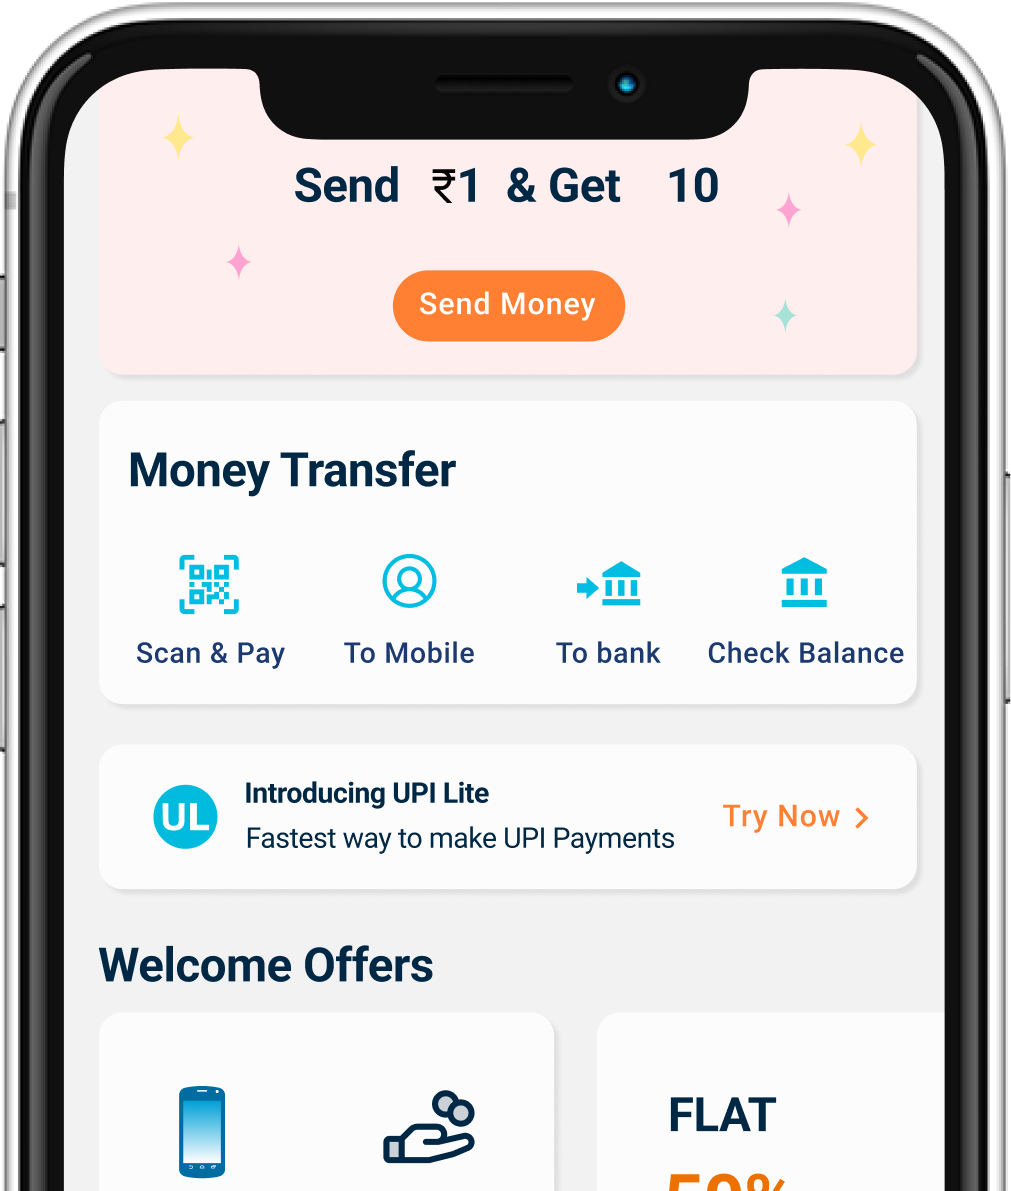 Send ₹1 & Get 10
Send Money
Money Transfer
Scan & Pay To Mobile To bank Check Balance
UL
Introducing UPI Lite
Fastest way to make UPI Payments
Try Now >
Welcome Offers
FLAT
50%